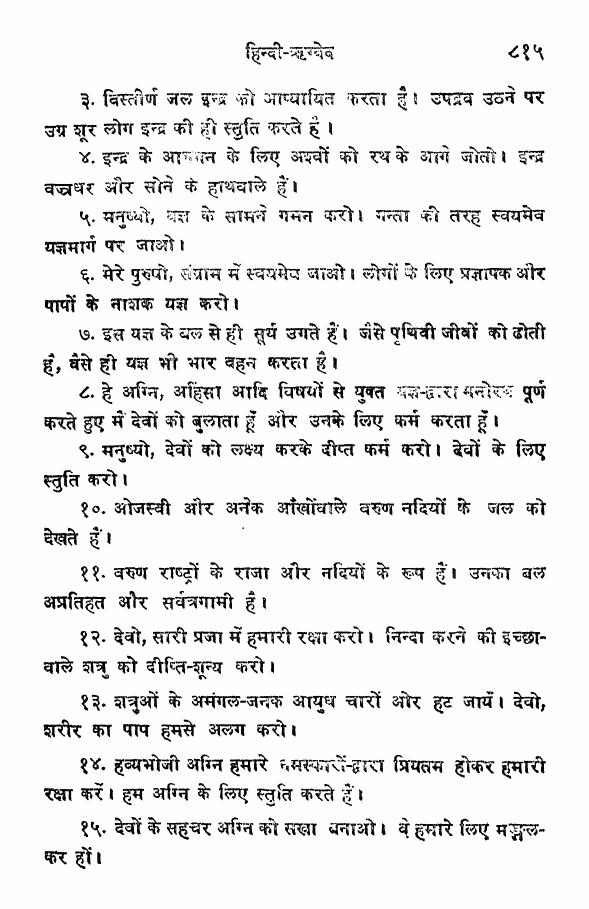 हिन्दी-ऋग्वेद ८१५
३. विस्तीर्ण जल इन्द्र को आप्यायित करता है। उपद्रव उठने पर
उग्र शूर लोग इन्द्र की ही स्तुति करते हैं।
४. इन्द्र के आगमन के लिए अश्वों को रथ के आगे जोतो। इन्द्र
वज्रधर और सोने के हाथवाले हैं।
५. मनुष्यो, यज्ञ के सामने गमन करो। गन्ता की तरह स्वयमेव
यज्ञमार्ग पर जाओ।
६. मेरे पुरुषो, संग्राम में स्वयमेव जाओ। लोगों के लिए प्रज्ञापक और
पापों के नाशक यज्ञ करो।
७. इस यज्ञ के बल से ही सूर्य उगते हैं। जैसे पृथिवी जीवों को ढोती
है, वैसे ही यज्ञ भी भार वहन करता है।
८. हे अग्नि, अहिंसा आदि विषयों से युक्त यज्ञ-द्वारा मनोरथ पूर्ण
करते हुए मैं देवों को बुलाता हूँ और उनके लिए कर्म करता हूँ।
९. मनुष्यो, देवों को लक्ष्य करके दीप्त कर्म करो। देवों के लिए
स्तुति करो।
१०. ओजस्वी और अनेक आँखोंवाले वरुण नदियों के जल को
देखते हैं।
११. वरुण राष्ट्रों के राजा और नदियों के रूप हैं। उनका बल
अप्रतिहत और सर्वत्रगामी है।
१२. देवो, सारी प्रजा में हमारी रक्षा करो। निन्दा करने की इच्छा-
वाले शत्रु को दीप्ति-शून्य करो।
१३. शत्रुओं के अमंगल-जनक आयुध चारों ओर हट जायें। देवो,
शरीर का पाप हमसे अलग करो।
१४. हव्यभोजी अग्नि हमारे नमस्कारों-द्वारा प्रियतम होकर हमारी
रक्षा करें। हम अग्नि के लिए स्तुति करते हैं।
१५. देवों के सहचर अग्नि को सखा बनाओ। वे हमारे लिए मङ्गल-
कर हों।